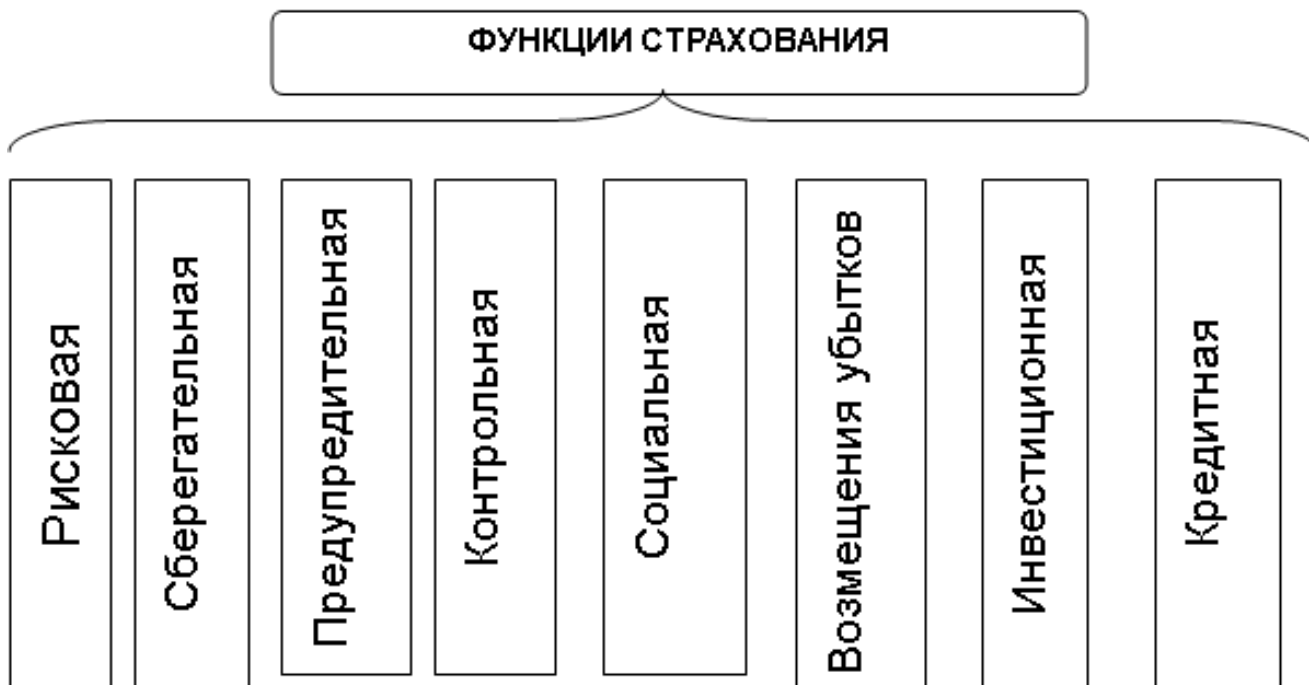 ФУНКЦИИ СТРАХОВАНИЯ
Рисковая
Сберегательная
Предупредительная
Контрольная
Социальная
Возмещения убытков
Инвестиционная
Кредитная